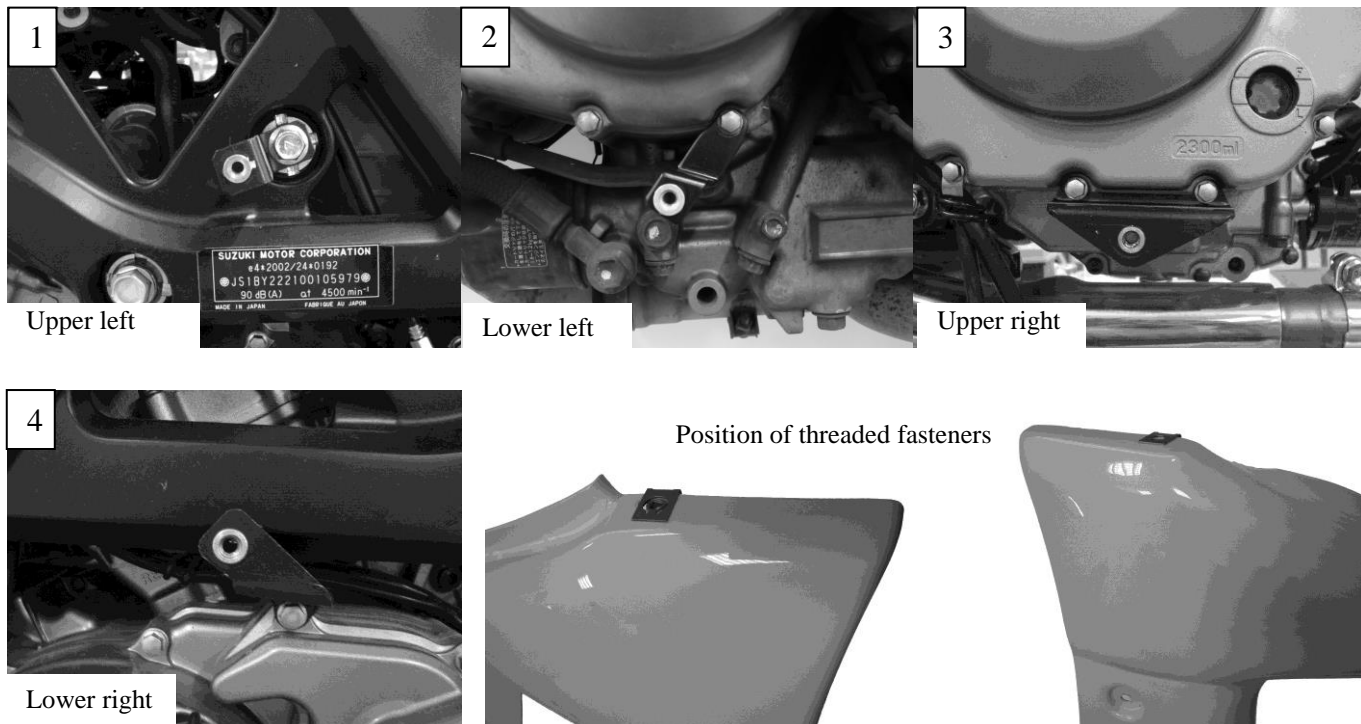 1
2
3
2300ml
SUZUKI MOTOR CORPORATION
e4*2002/24*0192
JS1BY222100105979
90 dB(A) at 4500 min⁻¹
MADE IN JAPAN FABRIQUE AU JAPON
Upper left
Lower left
Upper right
4
Position of threaded fasteners
Lower right